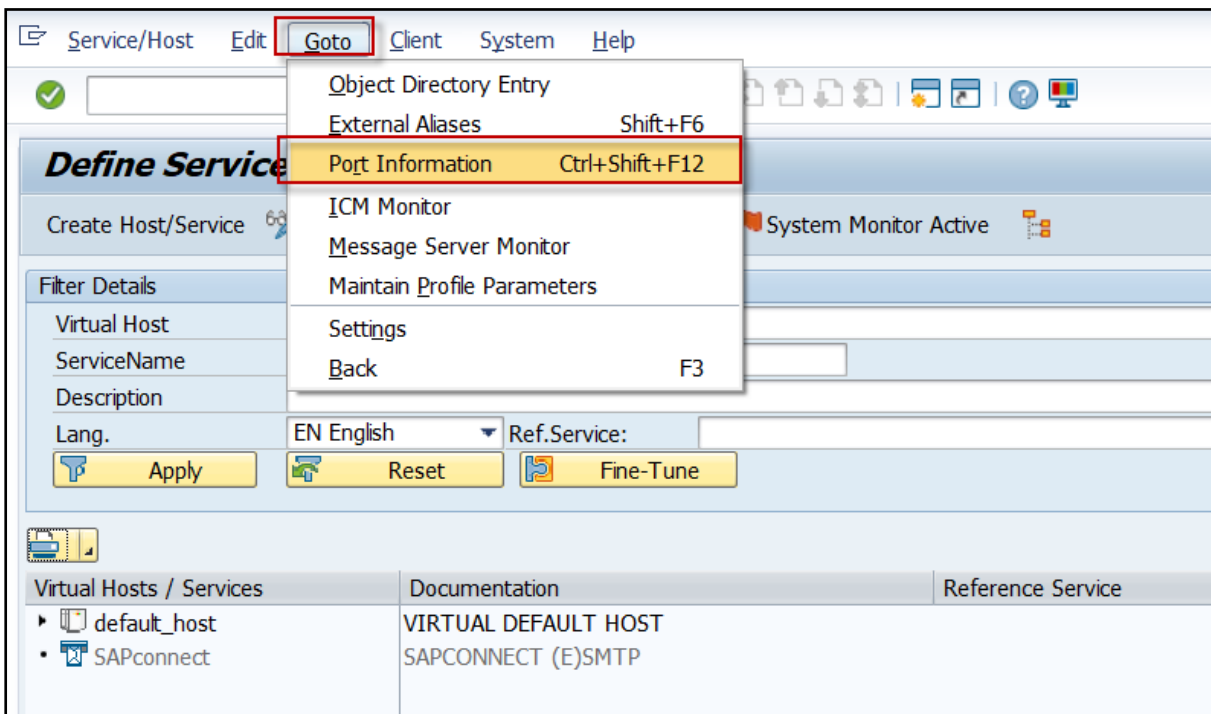 Service/Host Edit Goto Client System Help
Object Directory Entry
External Aliases Shift+F6
Define Service
Port Information Ctrl+Shift+F12
ICM Monitor
Create Host/Service System Monitor Active
Message Server Monitor
Filter Details
Maintain Profile Parameters
Virtual Host
Settings
ServiceName
Back F3
Description
Lang. EN English Ref.Service:
Apply Reset Fine-Tune
Virtual Hosts / Services Documentation Reference Service
default_host VIRTUAL DEFAULT HOST
SAPconnect SAPCONNECT (E)SMTP